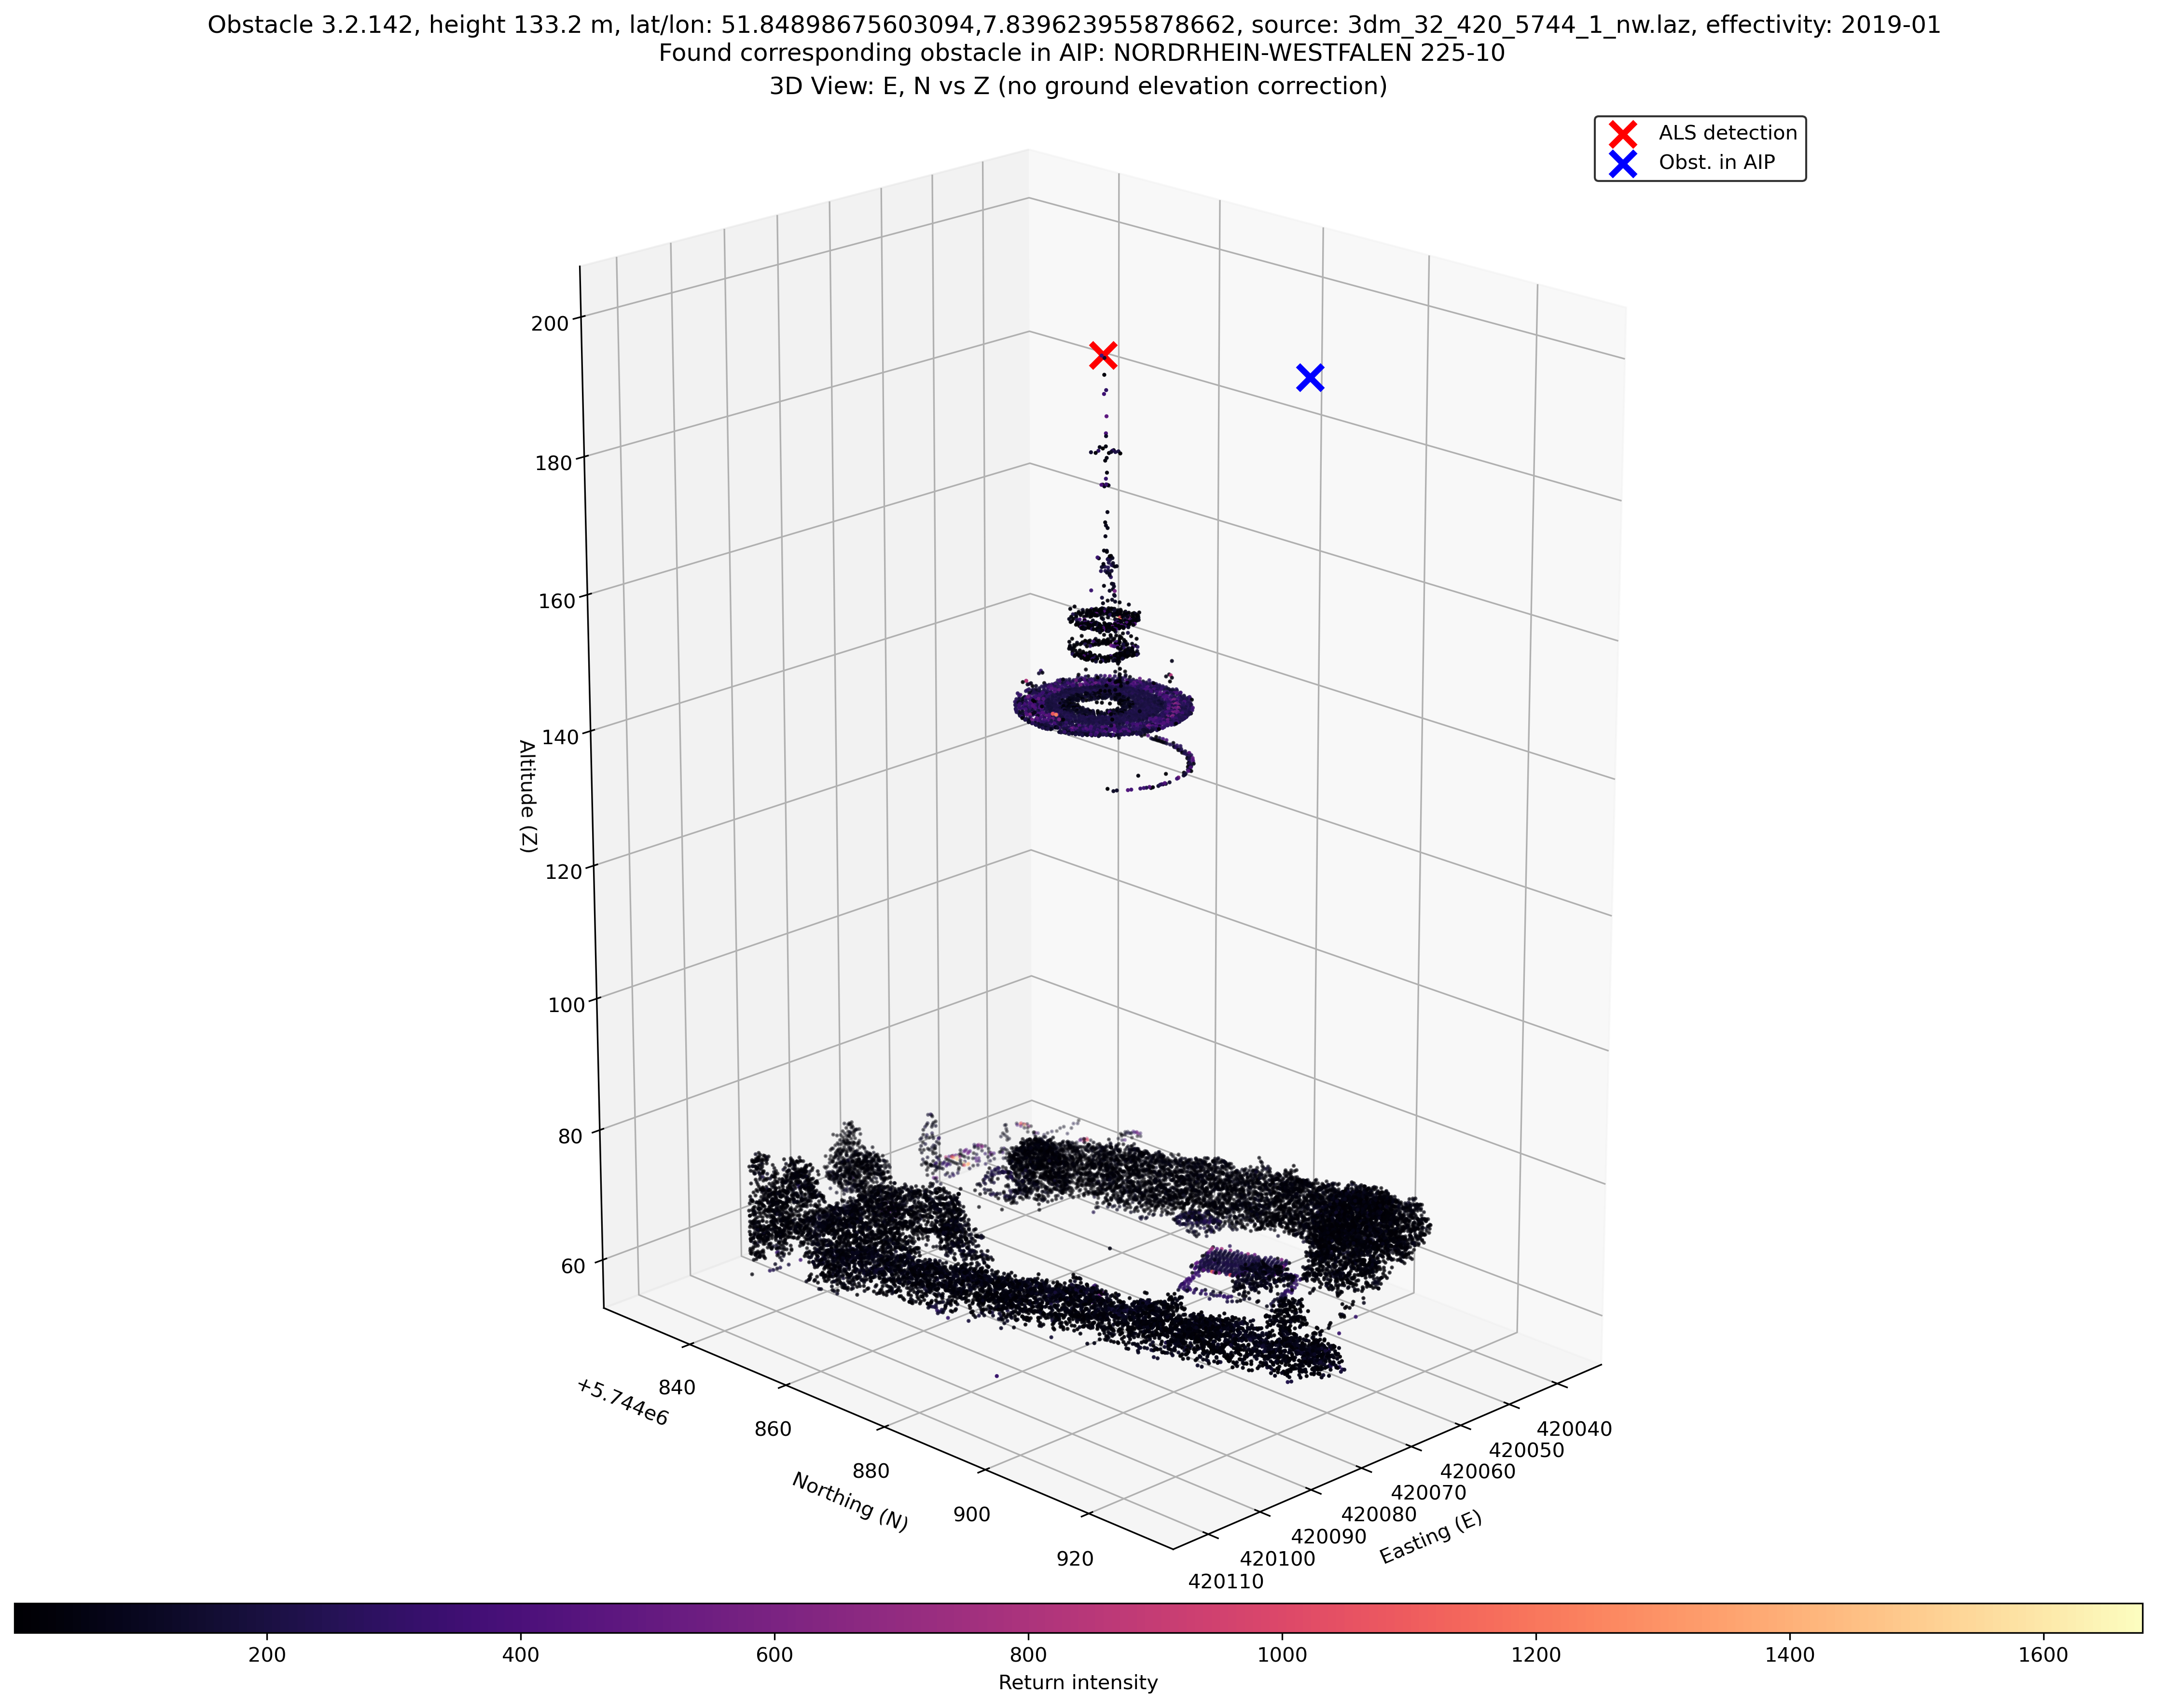 Obstacle 3.2.142, height 133.2 m, lat/lon: 51.84898675603094,7.839623955878662, source: 3dm_32_420_5744_1_nw.laz, effectivity: 2019-01
Found corresponding obstacle in AIP: NORDRHEIN-WESTFALEN 225-10
3D View: E, N vs Z (no ground elevation correction)
ALS detection
Obst. in AIP
200
180
160
140
120
100
80
60
Altitude (Z)
+5.744e6
840
860
880
900
920
Northing (N)
420040
420050
420060
420070
420080
420090
420100
420110
Easting (E)
200
400
600
800
1000
1200
1400
1600
Return intensity